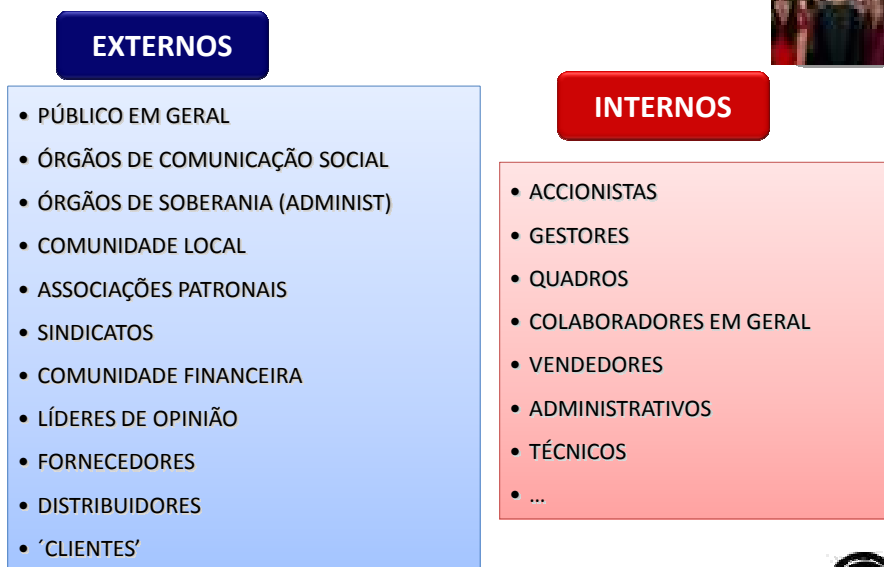 EXTERNOS
• PÚBLICO EM GERAL
• ÓRGÃOS DE COMUNICAÇÃO SOCIAL
• ÓRGÃOS DE SOBERANIA (ADMINIST)
• COMUNIDADE LOCAL
• ASSOCIAÇÕES PATRONAIS
• SINDICATOS
• COMUNIDADE FINANCEIRA
• LÍDERES DE OPINIÃO
• FORNECEDORES
• DISTRIBUIDORES
• ´CLIENTES’
INTERNOS
• ACCIONISTAS
• GESTORES
• QUADROS
• COLABORADORES EM GERAL
• VENDEDORES
• ADMINISTRATIVOS
• TÉCNICOS
• ...